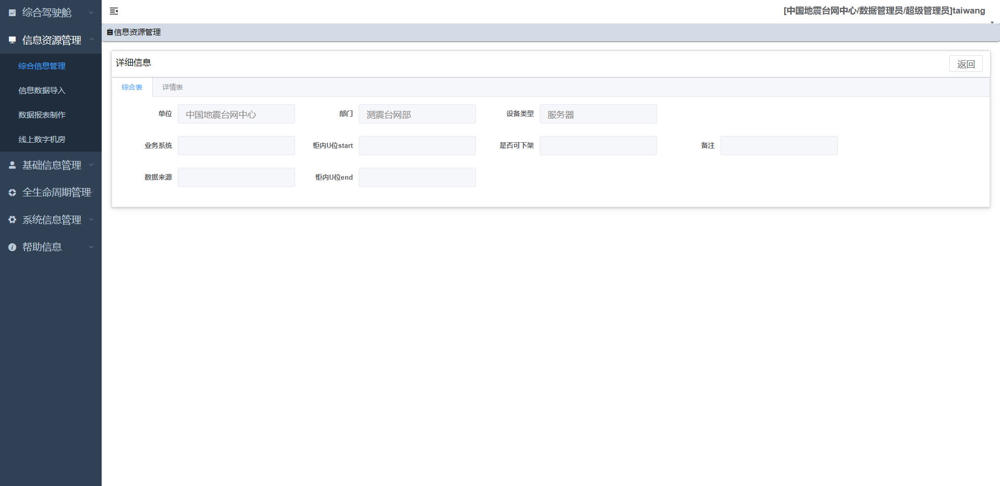 综合驾驶舱
信息资源管理
综合信息管理
信息数据导入
数据报表制作
线上数字机房
基础信息管理
全生命周期管理
系统信息管理
帮助信息
[中国地震台网中心/数据管理员/超级管理员]taiwang
信息资源管理
详细信息
返回
综合表 详情表
单位 中国地震台网中心 部门 测震台网部 设备类型 服务器
业务系统 柜内U位start 是否可下架 备注
数据来源 柜内U位end